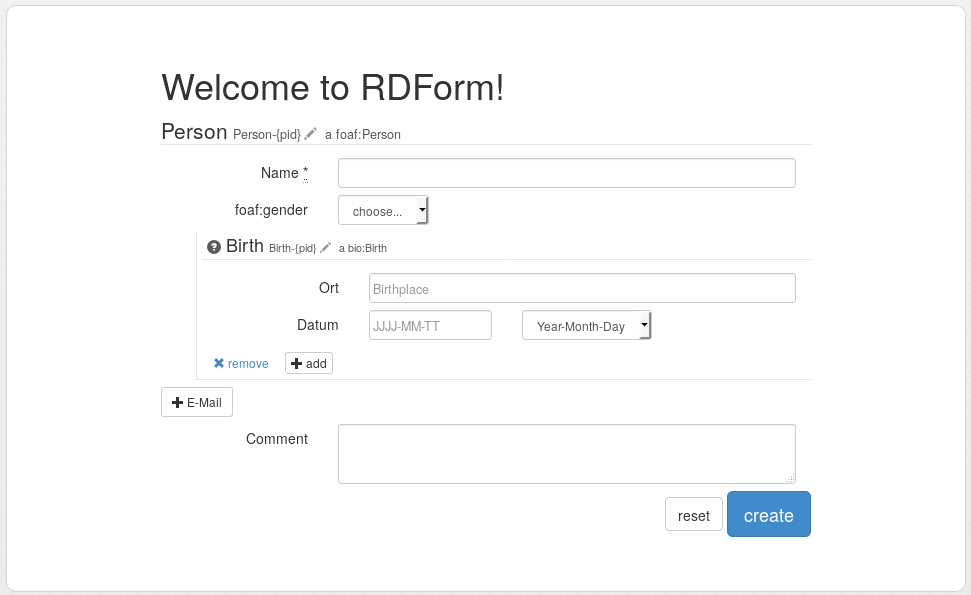 Welcome to RDForm!
Person Person-{pid} a foaf:Person
Name *
foaf:gender choose...
? Birth Birth-{pid} a bio:Birth
Ort Birthplace
Datum JJJJ-MM-TT Year-Month-Day
remove add
E-Mail
Comment
reset create